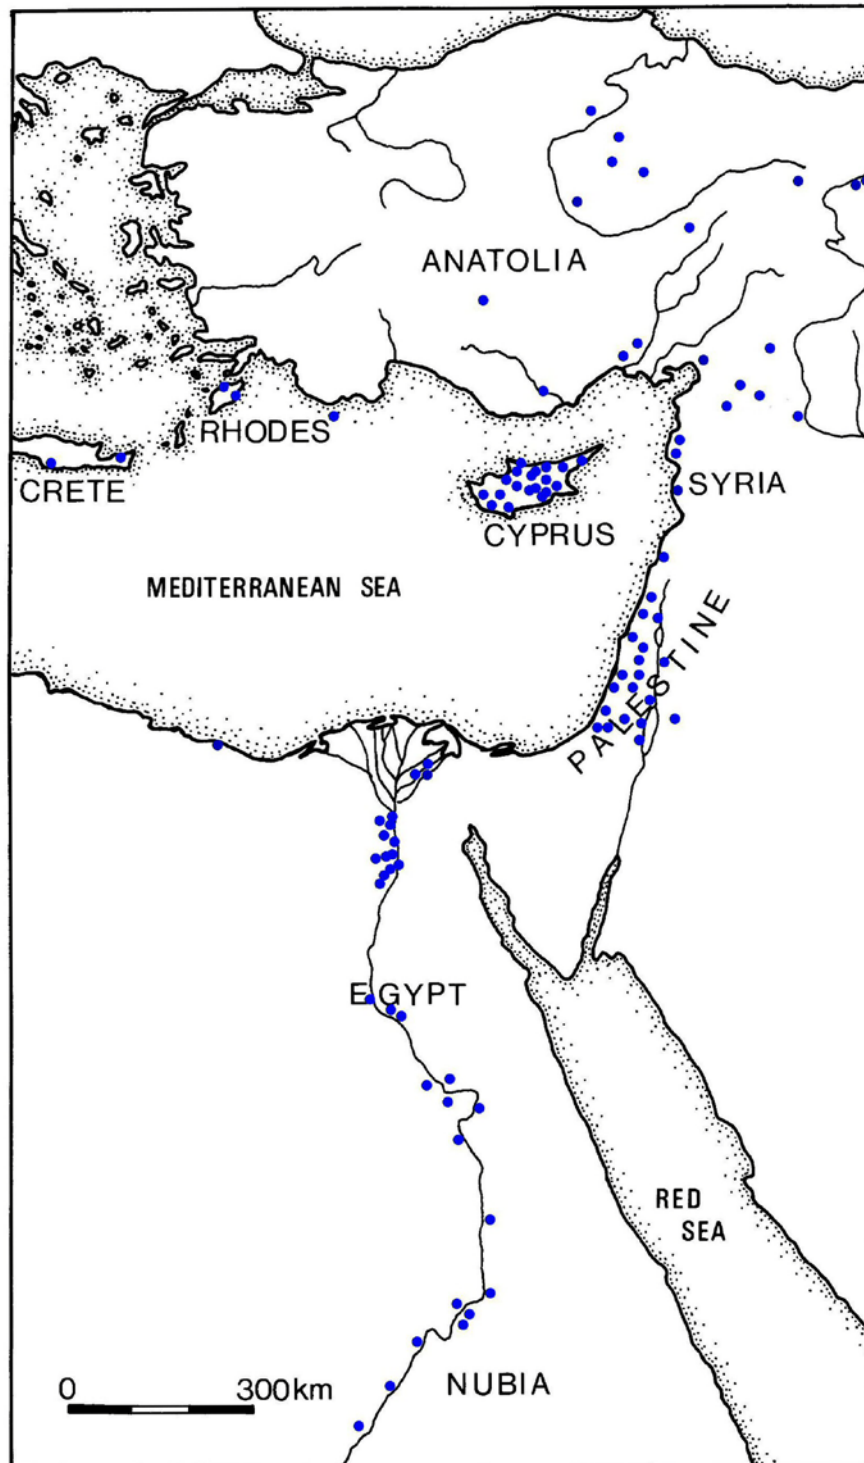 ANATOLIA
RHODES
CRETE
SYRIA
CYPRUS
MEDITERRANEAN SEA
PALESTINE
EGYPT
RED
SEA
0 300km
NUBIA